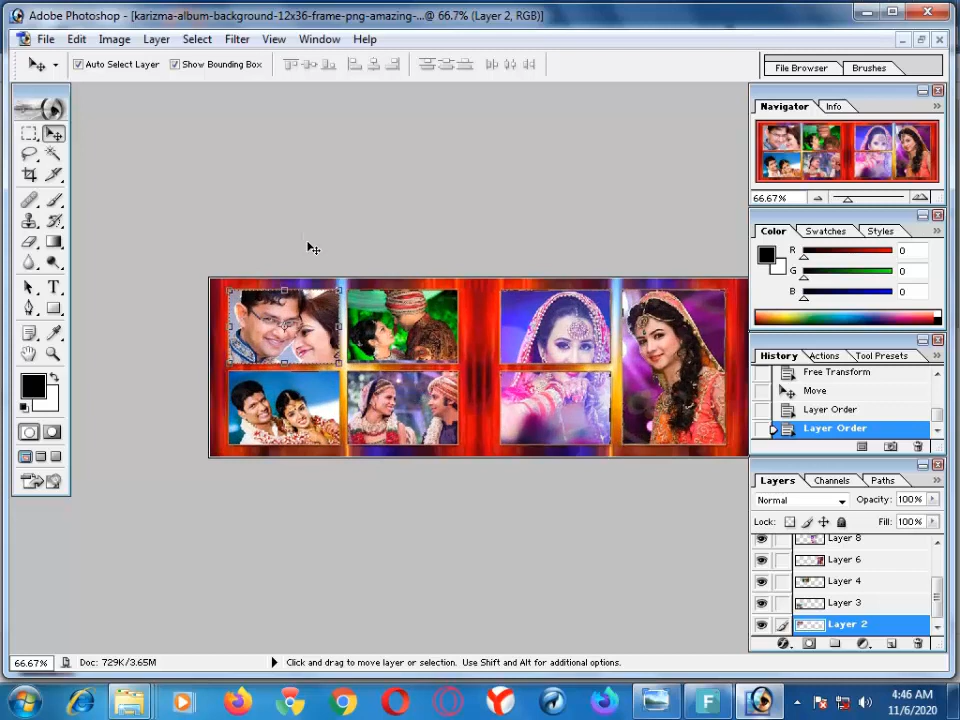 Adobe Photoshop - [karizma-album-background-12x36-frame-png-amazing-...@ 66.7% (Layer 2, RGB)]
File Edit Image Layer Select Filter View Window Help
Auto Select Layer Show Bounding Box
File Browser Brushes
Navigator Info
66.67%
Color Swatches Styles
R 0
G 0
B 0
History Actions Tool Presets
Free Transform
Move
Layer Order
Layer Order
Layers Channels Paths
Normal Opacity: 100%
Lock: Fill: 100%
Layer 8
Layer 6
Layer 4
Layer 3
Layer 2
66.67% Doc: 729K/3.65M Click and drag to move layer or selection. Use Shift and Alt for additional options.
4:46 AM
11/6/2020